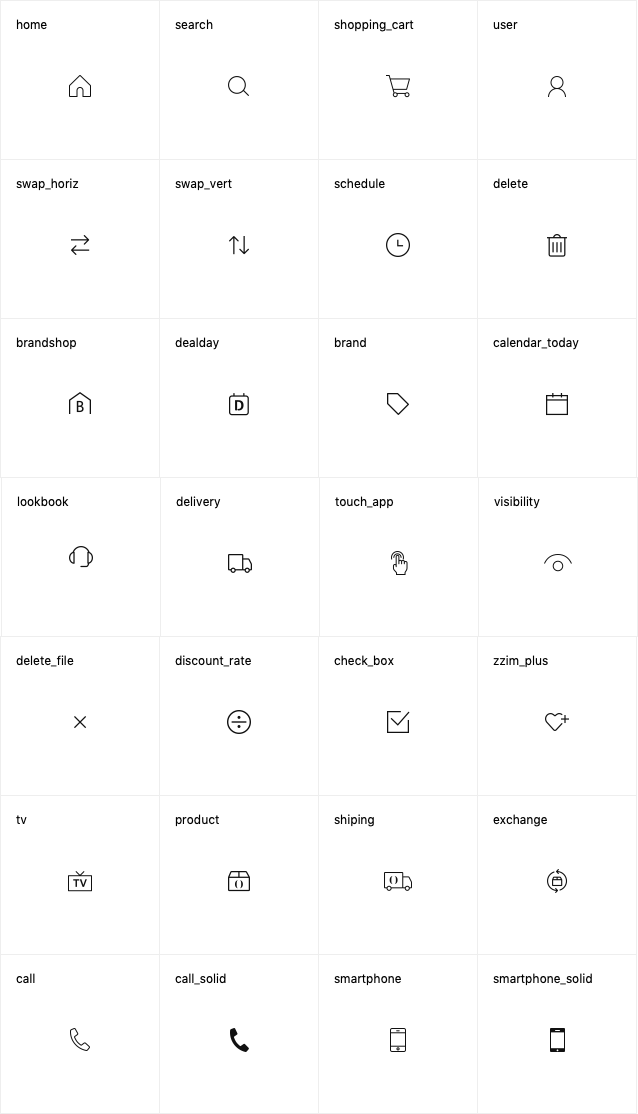 home
search
shopping_cart
user
swap_horiz
swap_vert
schedule
delete
brandshop
dealday
brand
calendar_today
B
D
lookbook
delivery
touch_app
visibility
delete_file
discount_rate
check_box
zzim_plus
tv
product
shiping
exchange
TV
()
()
call
call_solid
smartphone
smartphone_solid